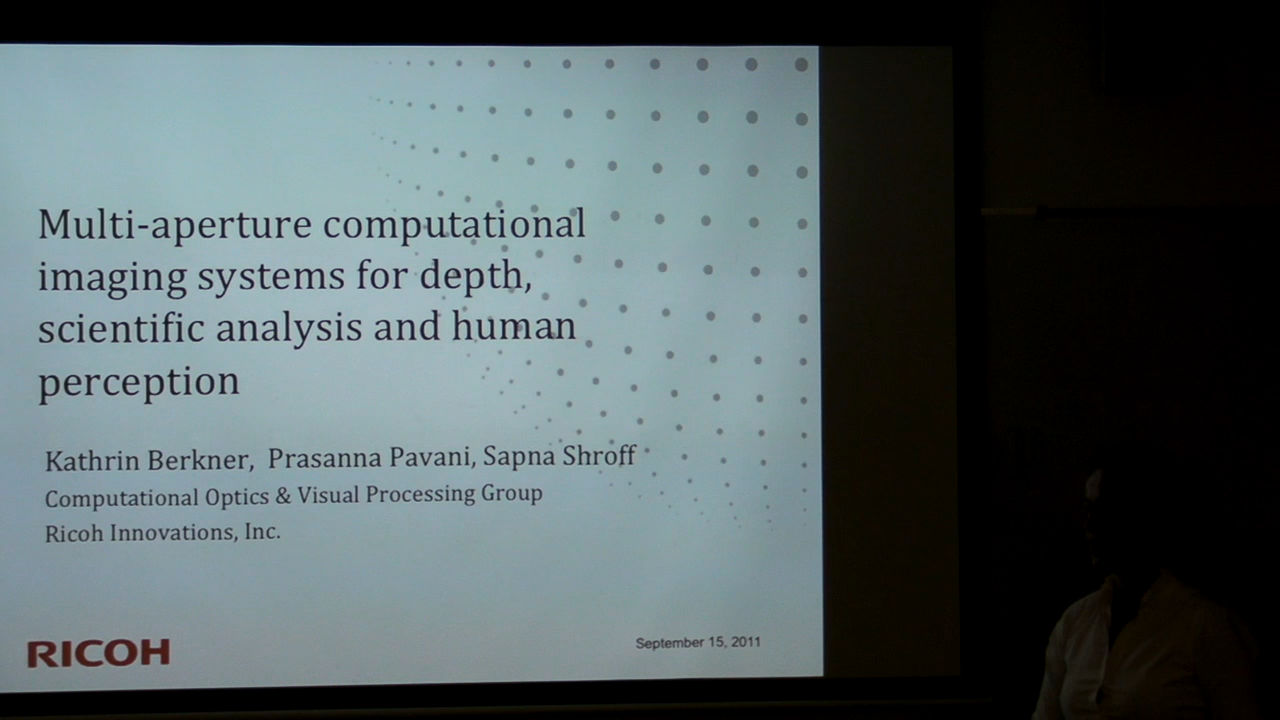 Multi-aperture computational
imaging systems for depth,
scientific analysis and human
perception
Kathrin Berkner, Prasanna Pavani, Sapna Shroff
Computational Optics & Visual Processing Group
Ricoh Innovations, Inc.
RICOH
September 15, 2011